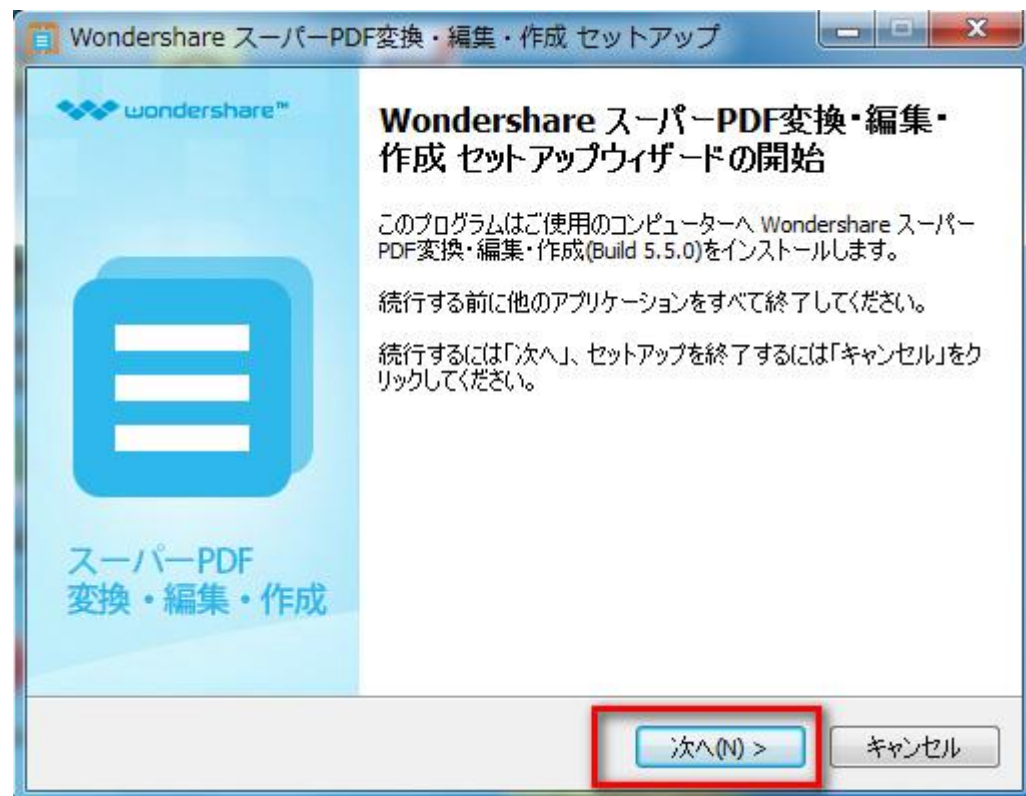 Wondershare スーパーPDF変換・編集・作成 セットアップ
wondershare™
Wondershare スーパーPDF変換・編集・
作成 セットアップウィザードの開始
このプログラムはご使用のコンピューターへ Wondershare スーパー
PDF変換・編集・作成(Build 5.5.0)をインストールします。
続行する前に他のアプリケーションをすべて終了してください。
続行するには「次へ」、セットアップを終了するには「キャンセル」をク
リックしてください。
スーパーPDF
変換・編集・作成
次へ(N) >
キャンセル